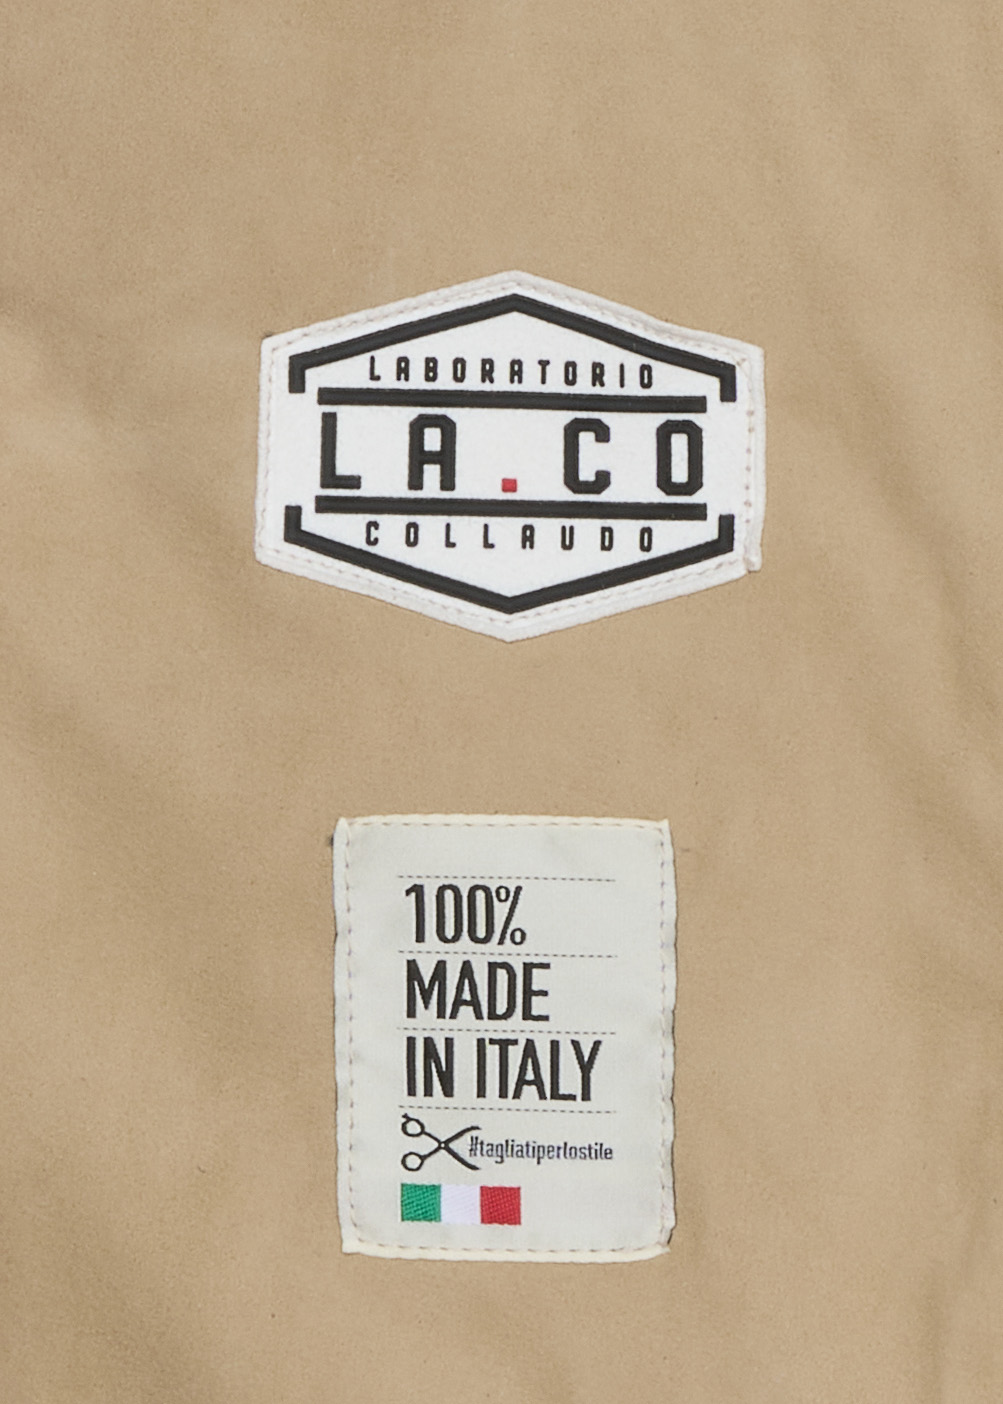 LABORATORIO
LA.CO
COLLAUDO
100%
MADE
IN ITALY
#tagliatiperlostile